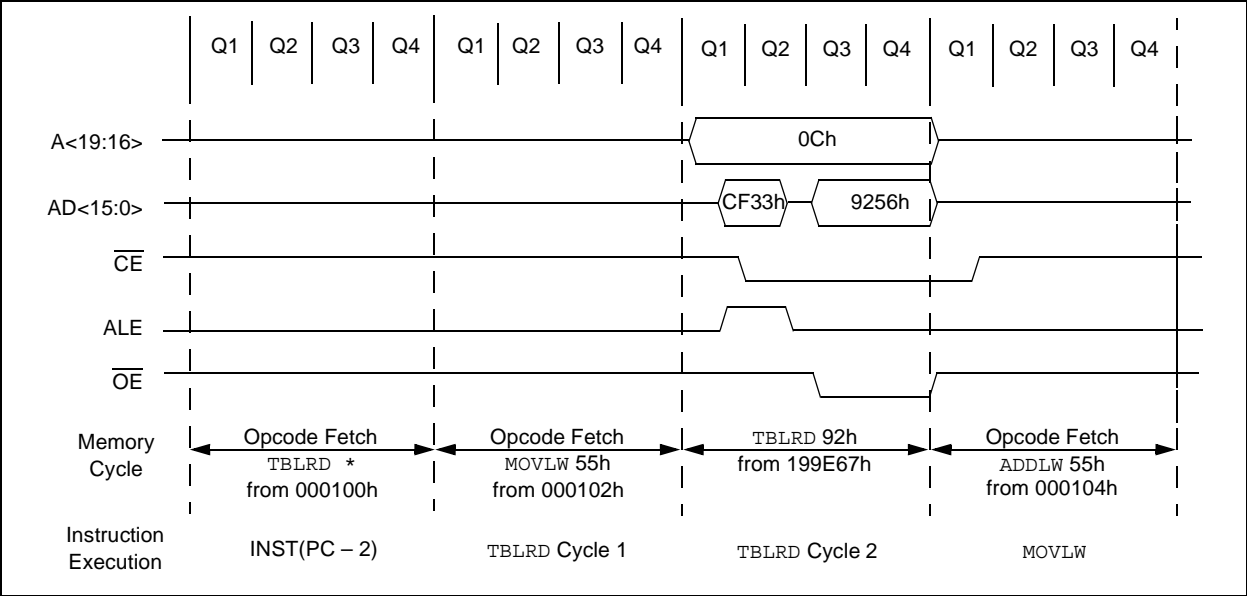 Q1 Q2 Q3 Q4 Q1 Q2 Q3 Q4 Q1 Q2 Q3 Q4 Q1 Q2 Q3 Q4
A<19:16> 0Ch
AD<15:0> CF33h 9256h
CE
ALE
OE
Memory Cycle
Opcode Fetch
TBLRD *
from 000100h
Opcode Fetch
MOVLW 55h
from 000102h
TBLRD 92h
from 199E67h
Opcode Fetch
ADDLW 55h
from 000104h
Instruction Execution
INST(PC – 2)
TBLRD Cycle 1
TBLRD Cycle 2
MOVLW